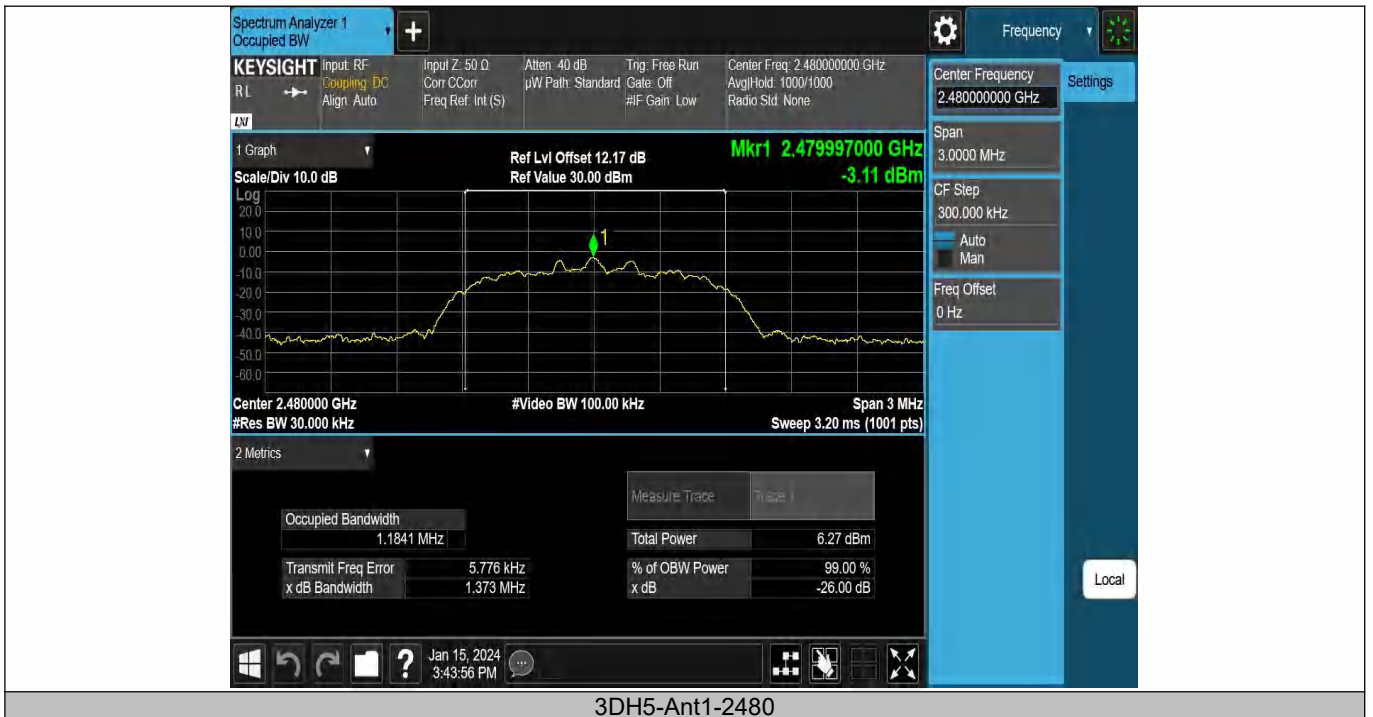 Spectrum Analyzer 1
Occupied BW
+
Frequency
KEYSIGHT
RL
LXI
Input: RF
Coupling: DC
Align: Auto
Input Z: 50 Ω
Corr CCorr
Freq Ref: Int (S)
Atten: 40 dB
µW Path: Standard
Trig: Free Run
Gate: Off
#IF Gain: Low
Center Freq: 2.480000000 GHz
Avg|Hold: 1000/1000
Radio Std: None
Center Frequency
2.480000000 GHz
Settings
Span
3.0000 MHz
CF Step
300.000 kHz
Auto
Man
Freq Offset
0 Hz
Local
1 Graph
Scale/Div 10.0 dB
Ref Lvl Offset 12.17 dB
Ref Value 30.00 dBm
Mkr1 2.479997000 GHz
-3.11 dBm
Log
20.0
10.0
0.00
-10.0
-20.0
-30.0
-40.0
-50.0
-60.0
1
Center 2.480000 GHz
#Res BW 30.000 kHz
#Video BW 100.00 kHz
Span 3 MHz
Sweep 3.20 ms (1001 pts)
2 Metrics
Measure Trace Trace 1
Occupied Bandwidth
1.1841 MHz
Total Power 6.27 dBm
Transmit Freq Error 5.776 kHz
% of OBW Power 99.00 %
x dB Bandwidth 1.373 MHz
x dB -26.00 dB
?
Jan 15, 2024
3:43:56 PM
3DH5-Ant1-2480